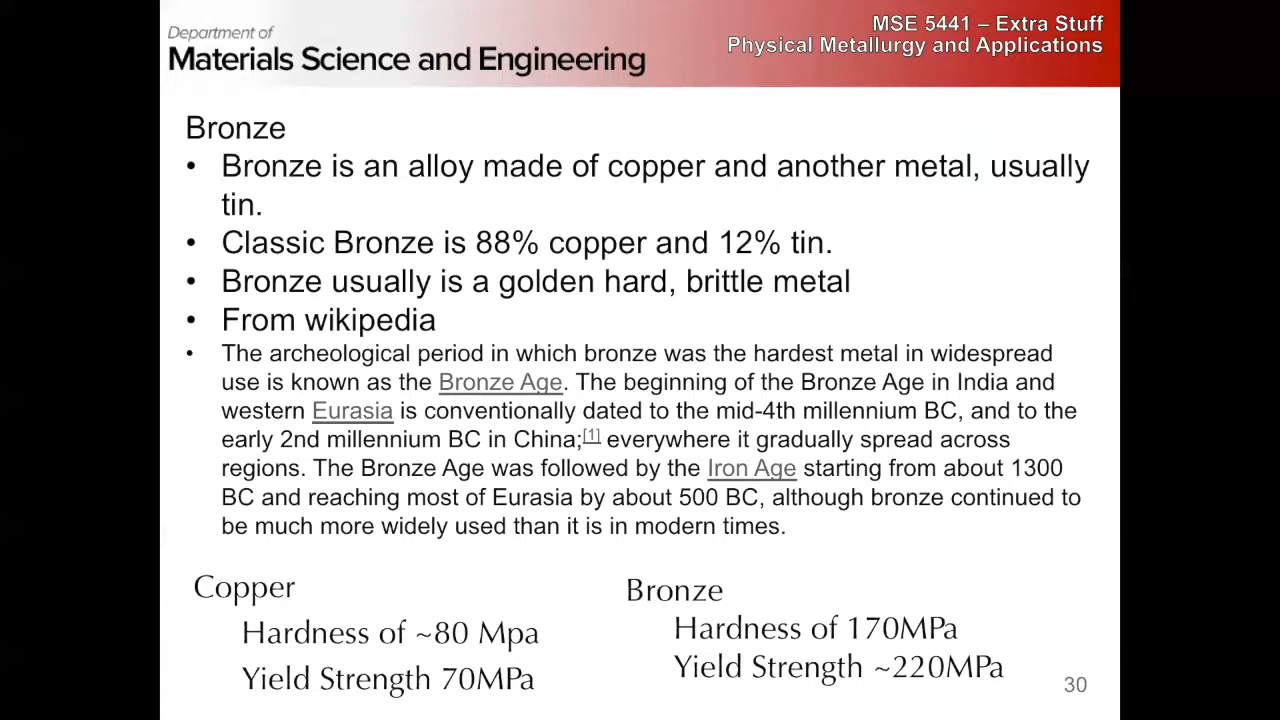 Department of
Materials Science and Engineering
MSE 5441 – Extra Stuff
Physical Metallurgy and Applications
Bronze
• Bronze is an alloy made of copper and another metal, usually
tin.
• Classic Bronze is 88% copper and 12% tin.
• Bronze usually is a golden hard, brittle metal
• From wikipedia
• The archeological period in which bronze was the hardest metal in widespread
use is known as the Bronze Age. The beginning of the Bronze Age in India and
western Eurasia is conventionally dated to the mid-4th millennium BC, and to the
early 2nd millennium BC in China;[1] everywhere it gradually spread across
regions. The Bronze Age was followed by the Iron Age starting from about 1300
BC and reaching most of Eurasia by about 500 BC, although bronze continued to
be much more widely used than it is in modern times.
Copper
Hardness of ~80 Mpa
Yield Strength 70MPa
Bronze
Hardness of 170MPa
Yield Strength ~220MPa
30